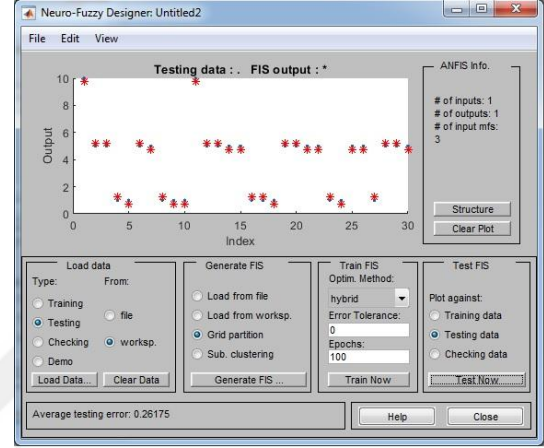 Neuro-Fuzzy Designer: Untitled2
File Edit View
Testing data : . FIS output : *
Output
10
8
6
4
2
0
0 5 10 15 20 25 30
Index
ANFIS Info.
# of inputs: 1
# of outputs: 1
# of input mfs:
3
Structure
Clear Plot
Load data
Type: From:
Training
Testing
Checking
Demo
file
worksp.
Load Data... Clear Data
Generate FIS
Load from file
Load from worksp.
Grid partition
Sub. clustering
Generate FIS ...
Train FIS
Optim. Method:
hybrid
Error Tolerance:
0
Epochs:
100
Train Now
Test FIS
Plot against:
Training data
Testing data
Checking data
Test Now
Average testing error: 0.26175
Help Close